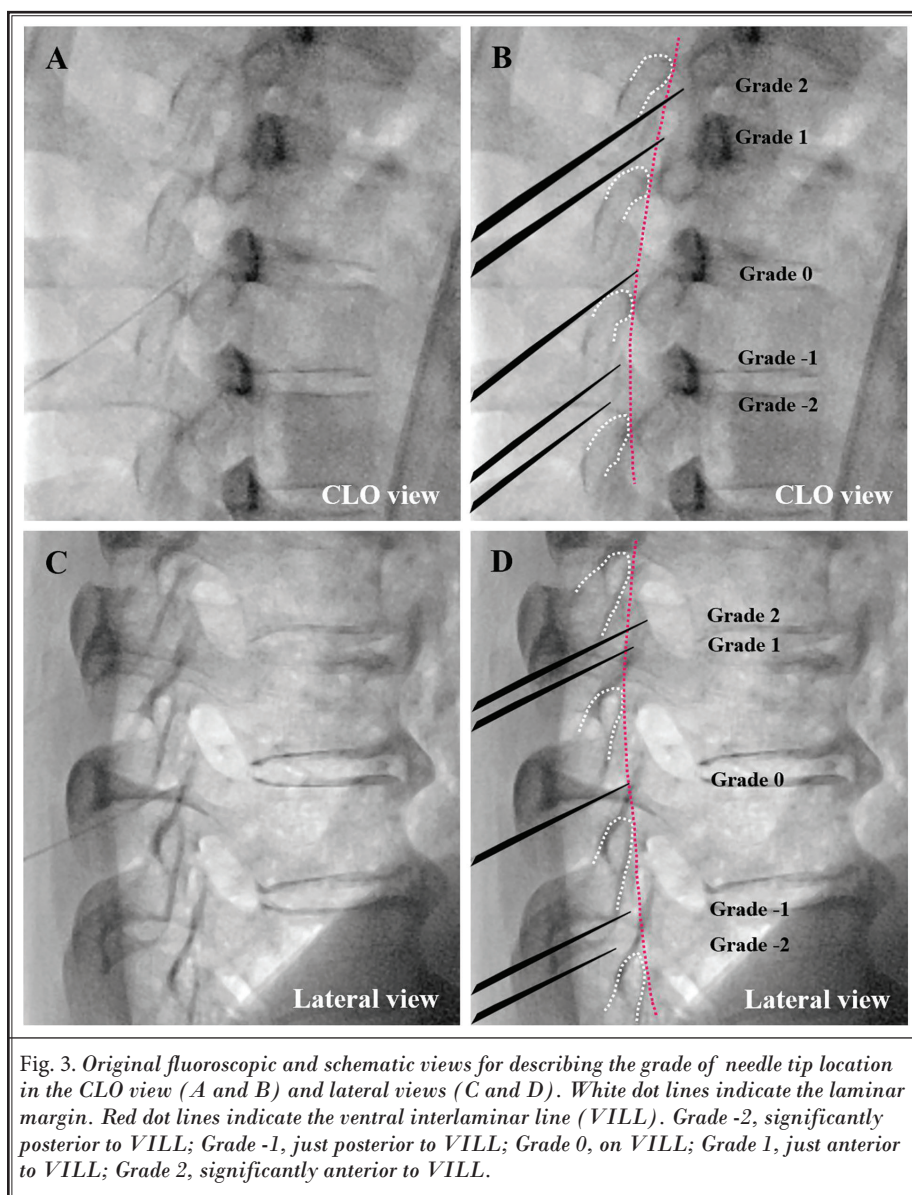 A
B
Grade 2
Grade 1
Grade 0
Grade -1
Grade -2
CLO view
CLO view
C
D
Grade 2
Grade 1
Grade 0
Grade -1
Grade -2
Lateral view
Lateral view
Fig. 3. Original fluoroscopic and schematic views for describing the grade of needle tip location
in the CLO view (A and B) and lateral views (C and D). White dot lines indicate the laminar
margin. Red dot lines indicate the ventral interlaminar line (VILL). Grade -2, significantly
posterior to VILL; Grade -1, just posterior to VILL; Grade 0, on VILL; Grade 1, just anterior
to VILL; Grade 2, significantly anterior to VILL.